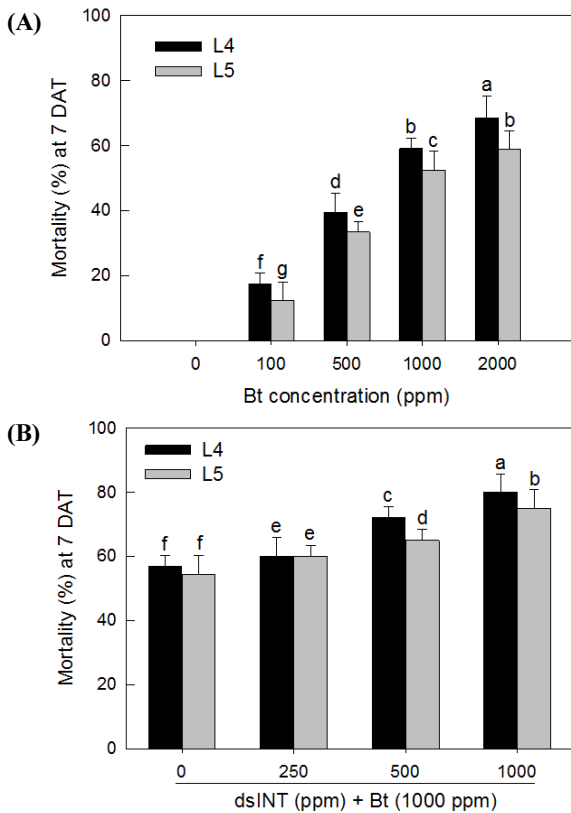 (A)
100
80
60
40
20
0
Mortality (%) at 7 DAT
L4
L5
f
g
d
e
b
c
a
b
0 100 500 1000 2000
Bt concentration (ppm)
(B)
100
80
60
40
20
0
Mortality (%) at 7 DAT
L4
L5
f
f
e
e
c
d
a
b
0 250 500 1000
dsINT (ppm) + Bt (1000 ppm)